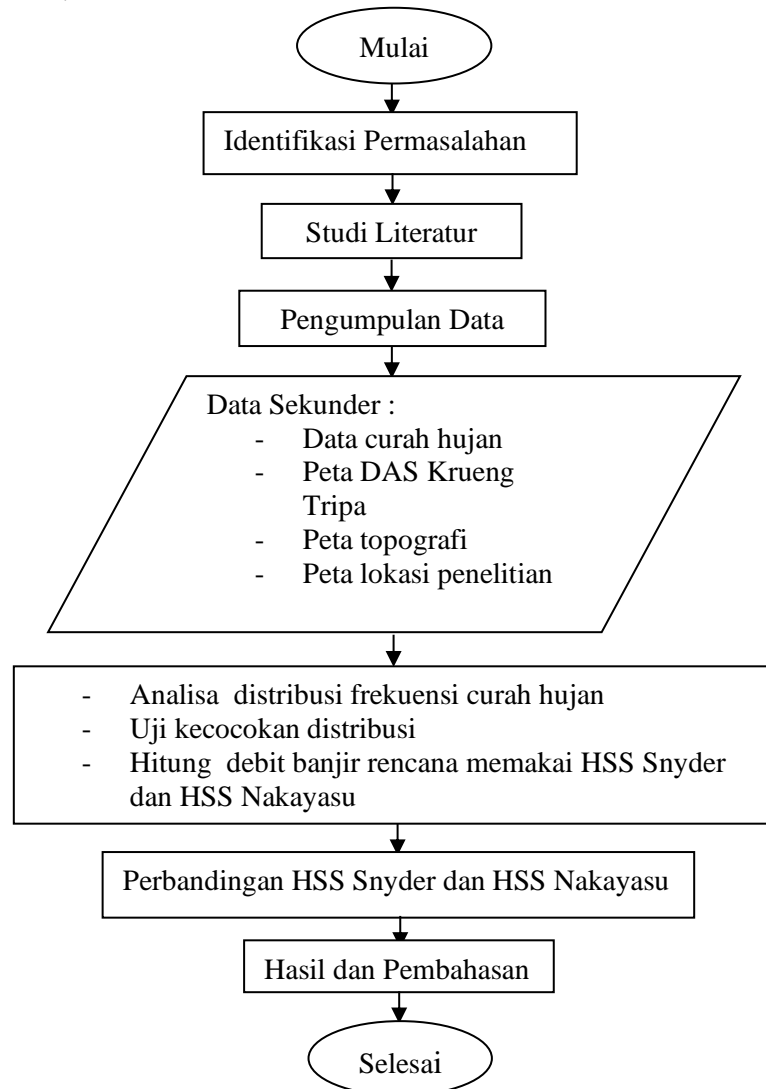 Mulai
Identifikasi Permasalahan
Studi Literatur
Pengumpulan Data
Data Sekunder :
- Data curah hujan
- Peta DAS Krueng
Tripa
- Peta topografi
- Peta lokasi penelitian
- Analisa distribusi frekuensi curah hujan
- Uji kecocokan distribusi
- Hitung debit banjir rencana memakai HSS Snyder
dan HSS Nakayasu
Perbandingan HSS Snyder dan HSS Nakayasu
Hasil dan Pembahasan
Selesai